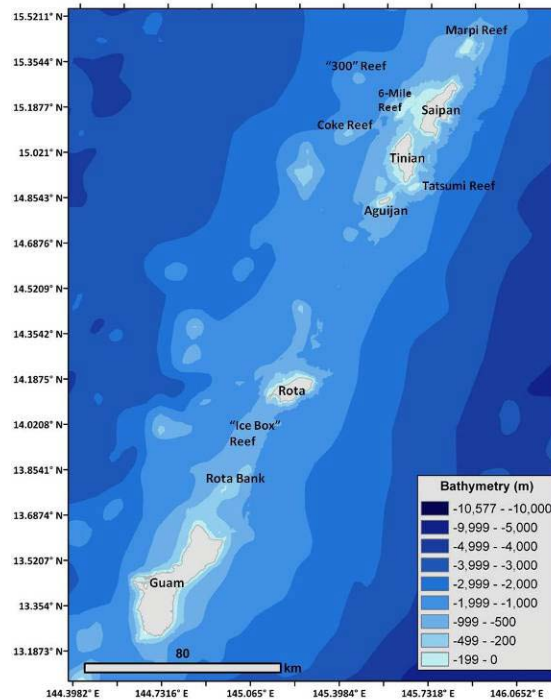 15.5211° N
15.3544° N
15.1877° N
15.021° N
14.8543° N
14.6876° N
14.5209° N
14.3542° N
14.1875° N
14.0208° N
13.8541° N
13.6874° N
13.5207° N
13.354° N
13.1873° N
Marpi Reef
"300" Reef
6-Mile
Reef
Saipan
Coke Reef
Tinian
Tatsumi Reef
Aguijan
Rota
"Ice Box"
Reef
Rota Bank
Guam
Bathymetry (m)
-10,577 - -10,000
-9,999 - -5,000
-4,999 - -4,000
-3,999 - -3,000
-2,999 - -2,000
-1,999 - -1,000
-999 - -500
-499 - -200
-199 - 0
80
km
144.3982 °E
144.7316° E
145.065° E
145.3984° E
145.7318° E
146.0652° E